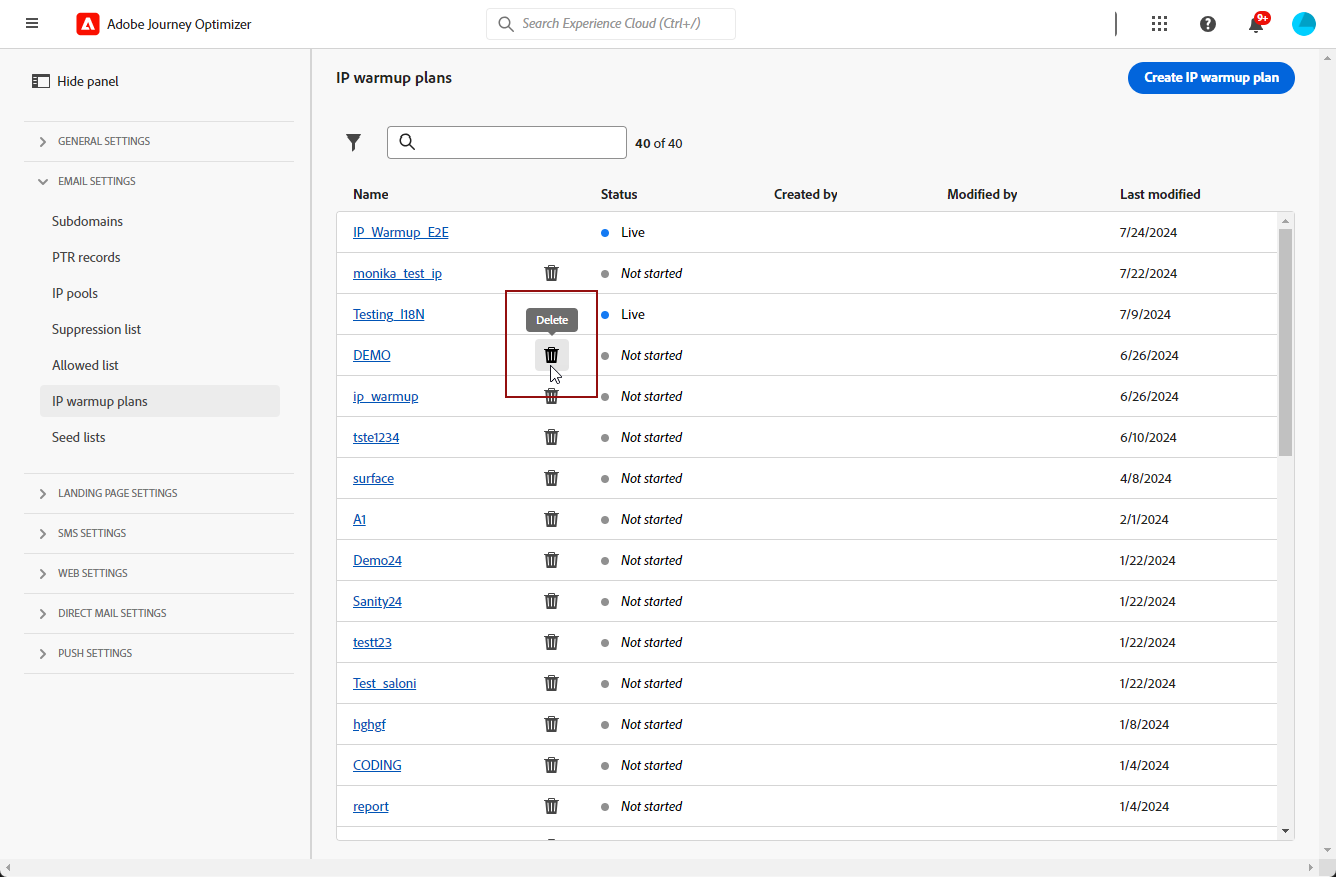 Adobe Journey Optimizer
Search Experience Cloud (Ctrl+/)
9+
Hide panel
GENERAL SETTINGS
EMAIL SETTINGS
Subdomains
PTR records
IP pools
Suppression list
Allowed list
IP warmup plans
Seed lists
LANDING PAGE SETTINGS
SMS SETTINGS
WEB SETTINGS
DIRECT MAIL SETTINGS
PUSH SETTINGS
IP warmup plans
Create IP warmup plan
40 of 40
Name Status Created by Modified by Last modified
IP_Warmup_E2E Live 7/24/2024
monika_test_ip Not started 7/22/2024
Testing_I18N Live 7/9/2024
Delete
DEMO Not started 6/26/2024
ip_warmup Not started 6/26/2024
tste1234 Not started 6/10/2024
surface Not started 4/8/2024
A1 Not started 2/1/2024
Demo24 Not started 1/22/2024
Sanity24 Not started 1/22/2024
testt23 Not started 1/22/2024
Test_saloni Not started 1/22/2024
hghgf Not started 1/8/2024
CODING Not started 1/4/2024
report Not started 1/4/2024